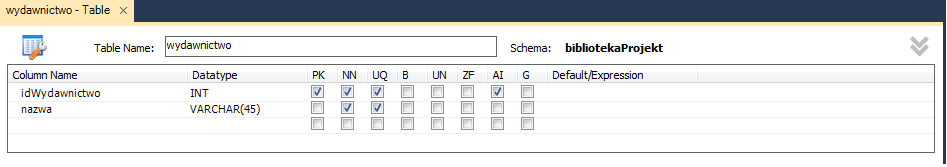 wydawnictwo - Table ×
Table Name: wydawnictwo Schema: bibliotekaProjekt
Column Name Datatype PK NN UQ B UN ZF AI G Default/Expression
idWydawnictwo INT
nazwa VARCHAR(45)